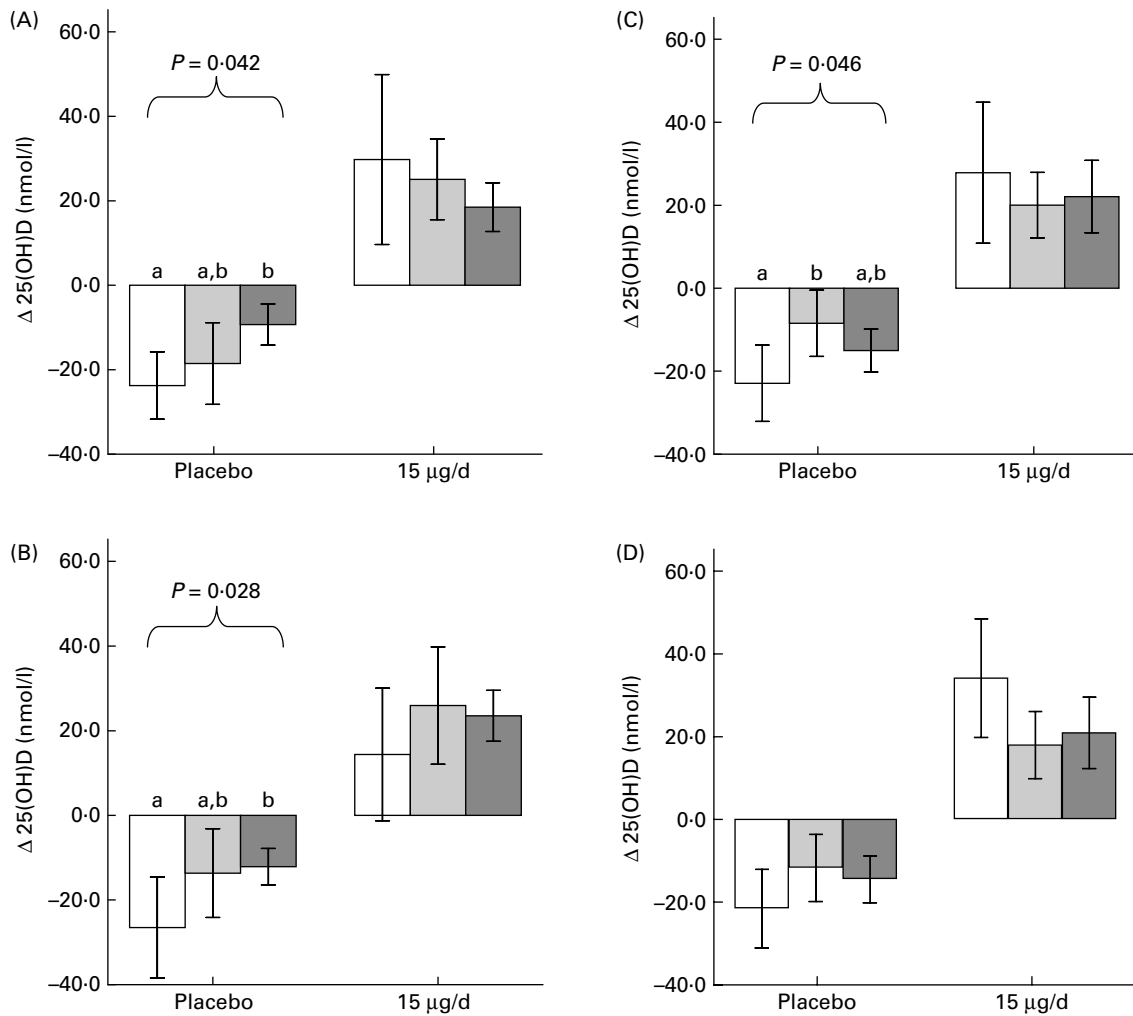 (A)
60·0
40·0
20·0
0·0
–20·0
–40·0
Δ 25(OH)D (nmol/l)
P = 0·042
a a,b b
Placebo 15 μg/d
(C)
60·0
40·0
20·0
0·0
–20·0
–40·0
Δ 25(OH)D (nmol/l)
P = 0·046
a b a,b
Placebo 15 μg/d
(B)
60·0
40·0
20·0
0·0
–20·0
–40·0
Δ 25(OH)D (nmol/l)
P = 0·028
a a,b b
Placebo 15 μg/d
(D)
60·0
40·0
20·0
0·0
–20·0
–40·0
Δ 25(OH)D (nmol/l)
Placebo 15 μg/d